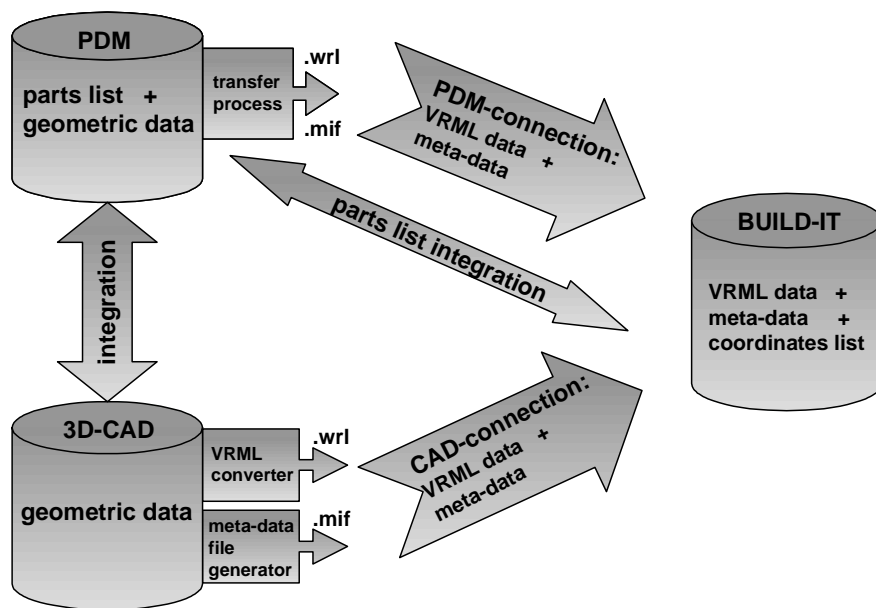 PDM
parts list +
geometric data
transfer
process
.wrl
.mif
PDM-connection:
VRML data +
meta-data
parts list integration
integration
BUILD-IT
VRML data +
meta-data +
coordinates list
3D-CAD
geometric data
VRML
converter
.wrl
meta-data
file
generator
.mif
CAD-connection:
VRML data +
meta-data